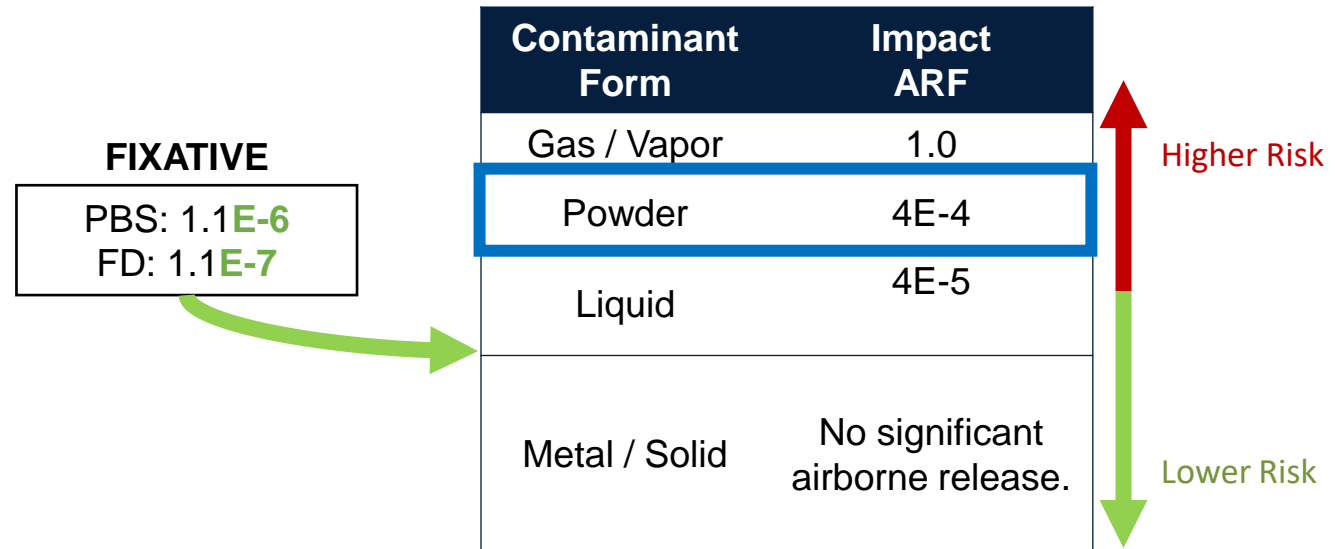 Contaminant Form
Impact ARF
Gas / Vapor 1.0
Higher Risk
FIXATIVE
PBS: 1.1E-6
FD: 1.1E-7
Powder 4E-4
Liquid 4E-5
Metal / Solid
No significant
airborne release.
Lower Risk